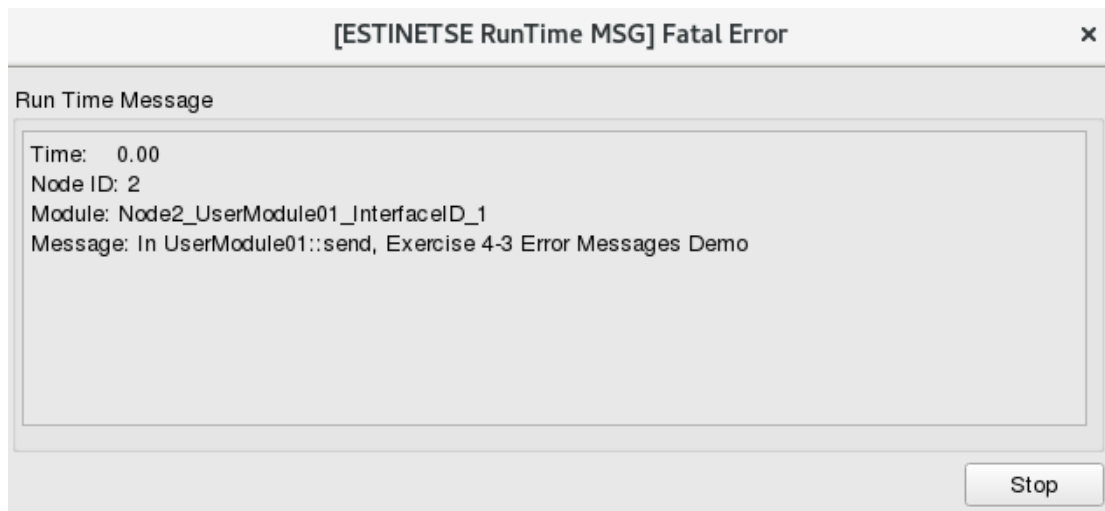 [ESTINETSE RunTime MSG] Fatal Error
Run Time Message
Time: 0.00
Node ID: 2
Module: Node2_UserModule01_InterfaceID_1
Message: In UserModule01::send, Exercise 4-3 Error Messages Demo
Stop